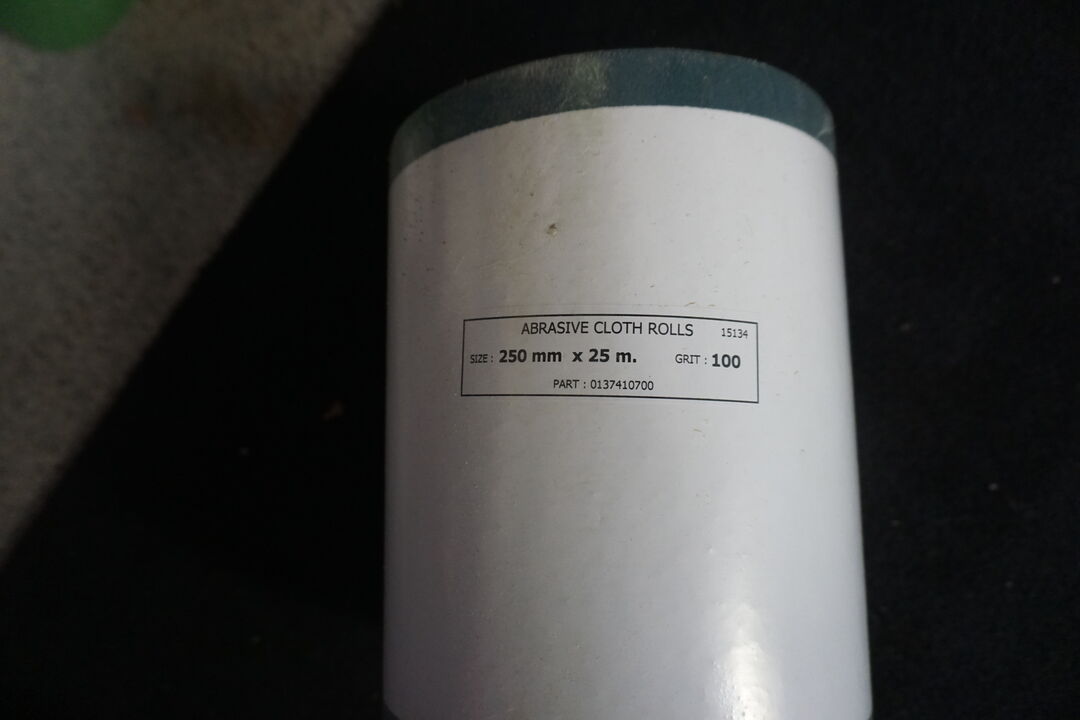 ABRASIVE CLOTH ROLLS 15134
SIZE : 250 mm x 25 m. GRIT : 100
PART : 0137410700